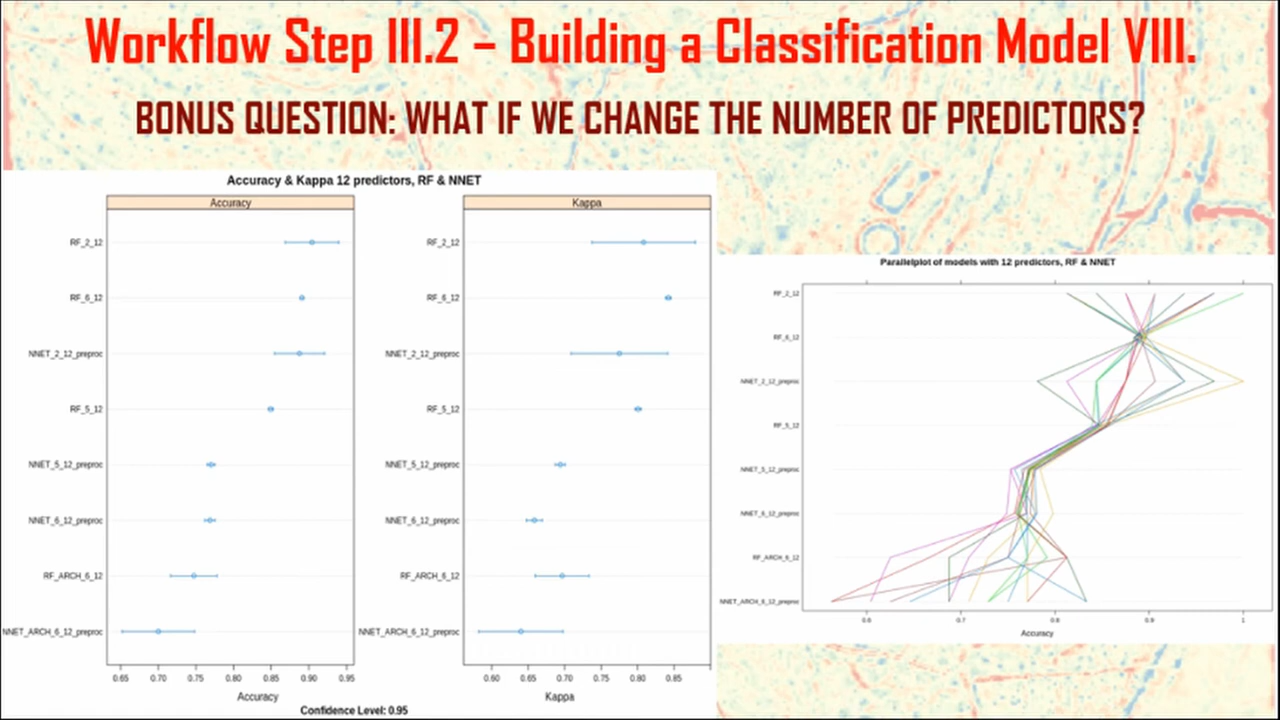 Workflow Step III.2 – Building a Classification Model VIII.
BONUS QUESTION: WHAT IF WE CHANGE THE NUMBER OF PREDICTORS?
Accuracy & Kappa 12 predictors, RF & NNET
Accuracy
RF_2_12
RF_6_12
NNET_2_12_preproc
RF_5_12
NNET_5_12_preproc
NNET_6_12_preproc
RF_ARCH_6_12
NNET_ARCH_6_12_preproc
0.65 0.70 0.75 0.80 0.85 0.90 0.95
Accuracy
Kappa
RF_2_12
RF_6_12
NNET_2_12_preproc
RF_5_12
NNET_5_12_preproc
NNET_6_12_preproc
RF_ARCH_6_12
NNET_ARCH_6_12_preproc
0.60 0.65 0.70 0.75 0.80 0.85
Kappa
Confidence Level: 0.95
Parallelplot of models with 12 predictors, RF & NNET
RF_2_12
RF_6_12
NNET_2_12_preproc
RF_5_12
NNET_5_12_preproc
NNET_6_12_preproc
RF_ARCH_6_12
NNET_ARCH_6_12_preproc
0.6 0.7 0.8 0.9 1
Accuracy